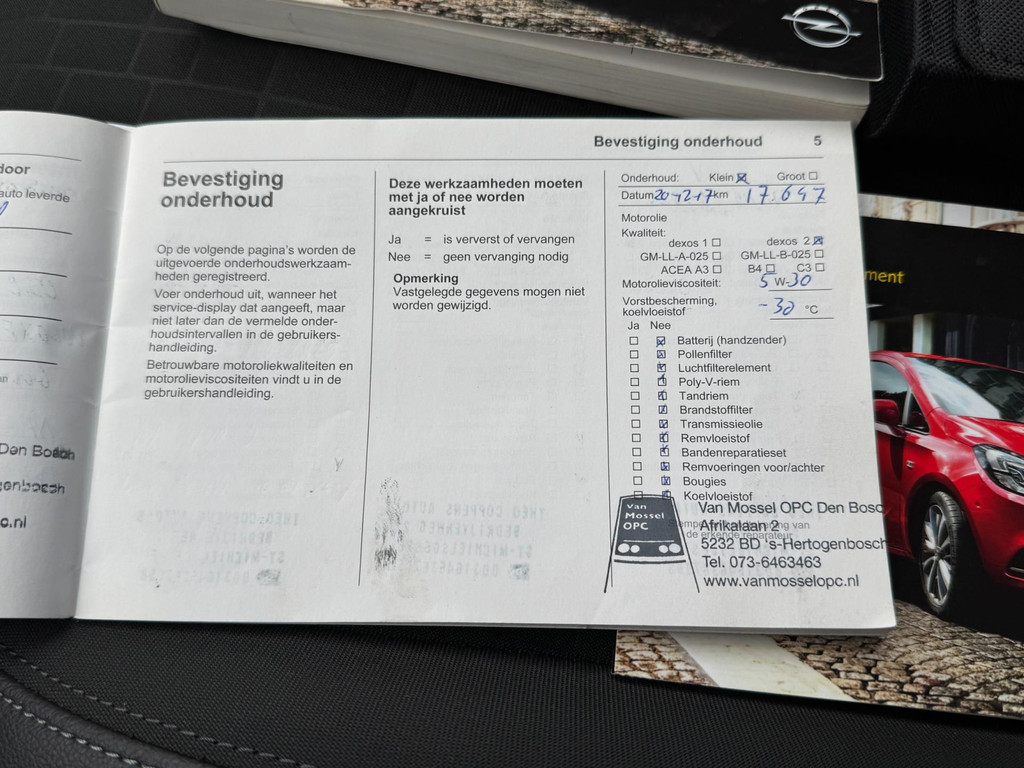 Bevestiging onderhoud 5
door
auto leverde
Den Bosch
genbosch
c.nl
Bevestiging
onderhoud
Op de volgende pagina's worden de
uitgevoerde onderhoudswerkzaam-
heden geregistreerd.
Voer onderhoud uit, wanneer het
service-display dat aangeeft, maar
niet later dan de vermelde onder-
houdsintervallen in de gebruikers-
handleiding.
Betrouwbare motoroliekwaliteiten en
motorolieviscositeiten vindt u in de
gebruikershandleiding.
Deze werkzaamheden moeten
met ja of nee worden
aangekruist
Ja = is ververst of vervangen
Nee = geen vervanging nodig
Opmerking
Vastgelegde gegevens mogen niet
worden gewijzigd.
Onderhoud: Klein Groot
Datum 20-12-17 km 17647
Motorolie
Kwaliteit:
dexos 1 dexos 2
GM-LL-A-025 GM-LL-B-025
ACEA A3 B4 C3
Motorolieviscositeit: 5 W-30
Vorstbescherming,
koelvloeistof -30 °C
Ja Nee
Batterij (handzender)
Pollenfilter
Luchtfilterelement
Poly-V-riem
Tandriem
Brandstoffilter
Transmissieolie
Remvloeistof
Bandenreparatieset
Remvoeringen voor/achter
Bougies
Koelvloeistof
Van
Mossel
OPC
Van Mossel OPC Den Bosc
Afrikalaan 2
5232 BD 's-Hertogenbosch
Tel. 073-6463463
www.vanmosselopc.nl
ment